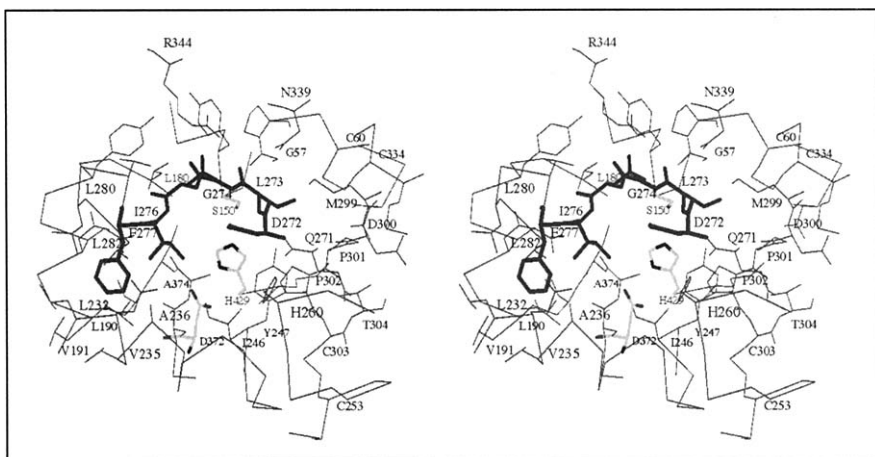 R344
N339
G57
C60
C334
L180
L273
G274
M299
L280
S150
I276
D272
D300
L282
F277
Q271
P301
A374
P302
L232
H429
H260
A236
T304
L190
Y247
V191
V235
D372
I246
C303
C253
R344
N339
G57
C60
C334
L273
G274
M299
L280
S150
I276
D272
D300
L282
F277
Q271
P301
A374
P302
L232
H429
H260
A236
T304
L190
Y247
V191
V235
D372
I246
C303
C253